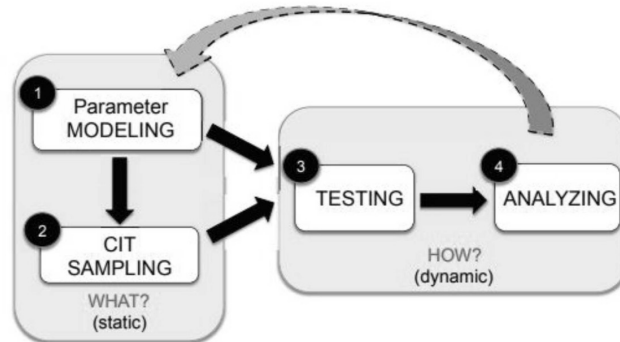 1
Parameter
MODELING
2
CIT
SAMPLING
WHAT?
(static)
3
TESTING
4
ANALYZING
HOW?
(dynamic)